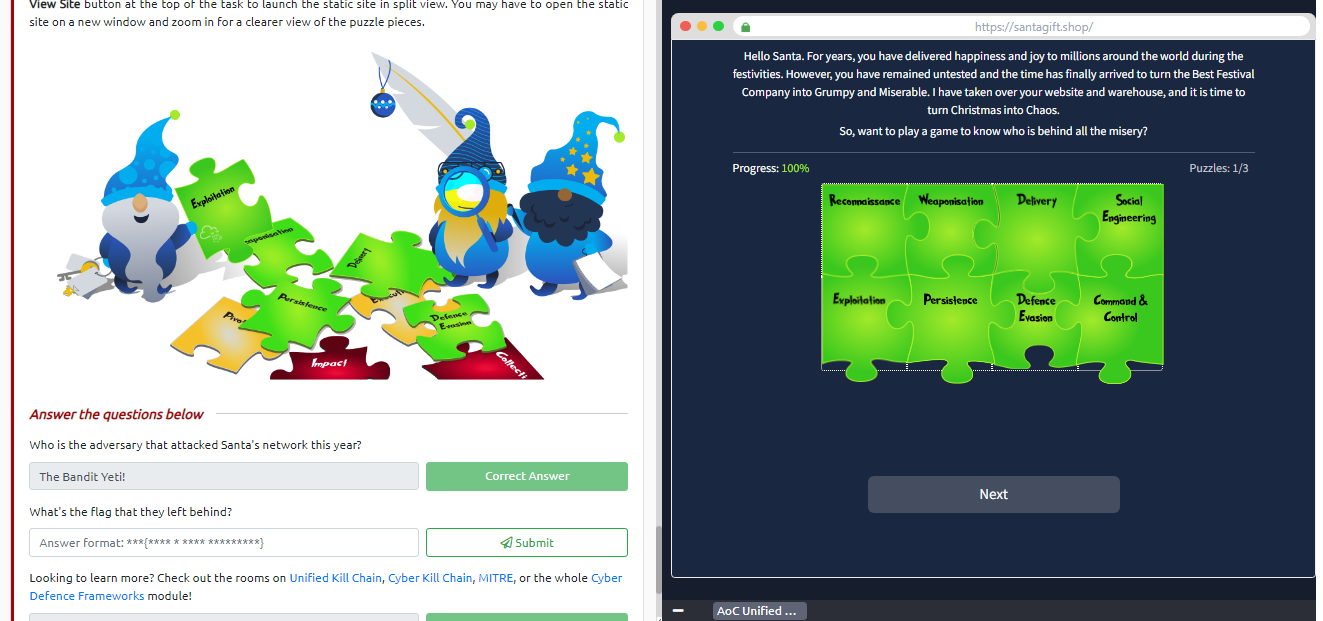 View Site button at the top of the task to launch the static site in split view. You may have to open the static
site on a new window and zoom in for a clearer view of the puzzle pieces.
Exploitation
Persistence
Defence
Evasion
Impact
Answer the questions below
Who is the adversary that attacked Santa's network this year?
The Bandit Yeti!
Correct Answer
What's the flag that they left behind?
Answer format: ***{**** * **** *********}
Submit
Looking to learn more? Check out the rooms on Unified Kill Chain, Cyber Kill Chain, MITRE, or the whole Cyber
Defence Frameworks module!
https://santagift.shop/
Hello Santa. For years, you have delivered happiness and joy to millions around the world during the
festivities. However, you have remained untested and the time has finally arrived to turn the Best Festival
Company into Grumpy and Miserable. I have taken over your website and warehouse, and it is time to
turn Christmas into Chaos.
So, want to play a game to know who is behind all the misery?
Progress: 100%
Puzzles: 1/3
Reconnaissance
Weaponisation
Delivery
Social
Engineering
Exploitation
Persistence
Defence
Evasion
Command &
Control
Next
AoC Unified ...